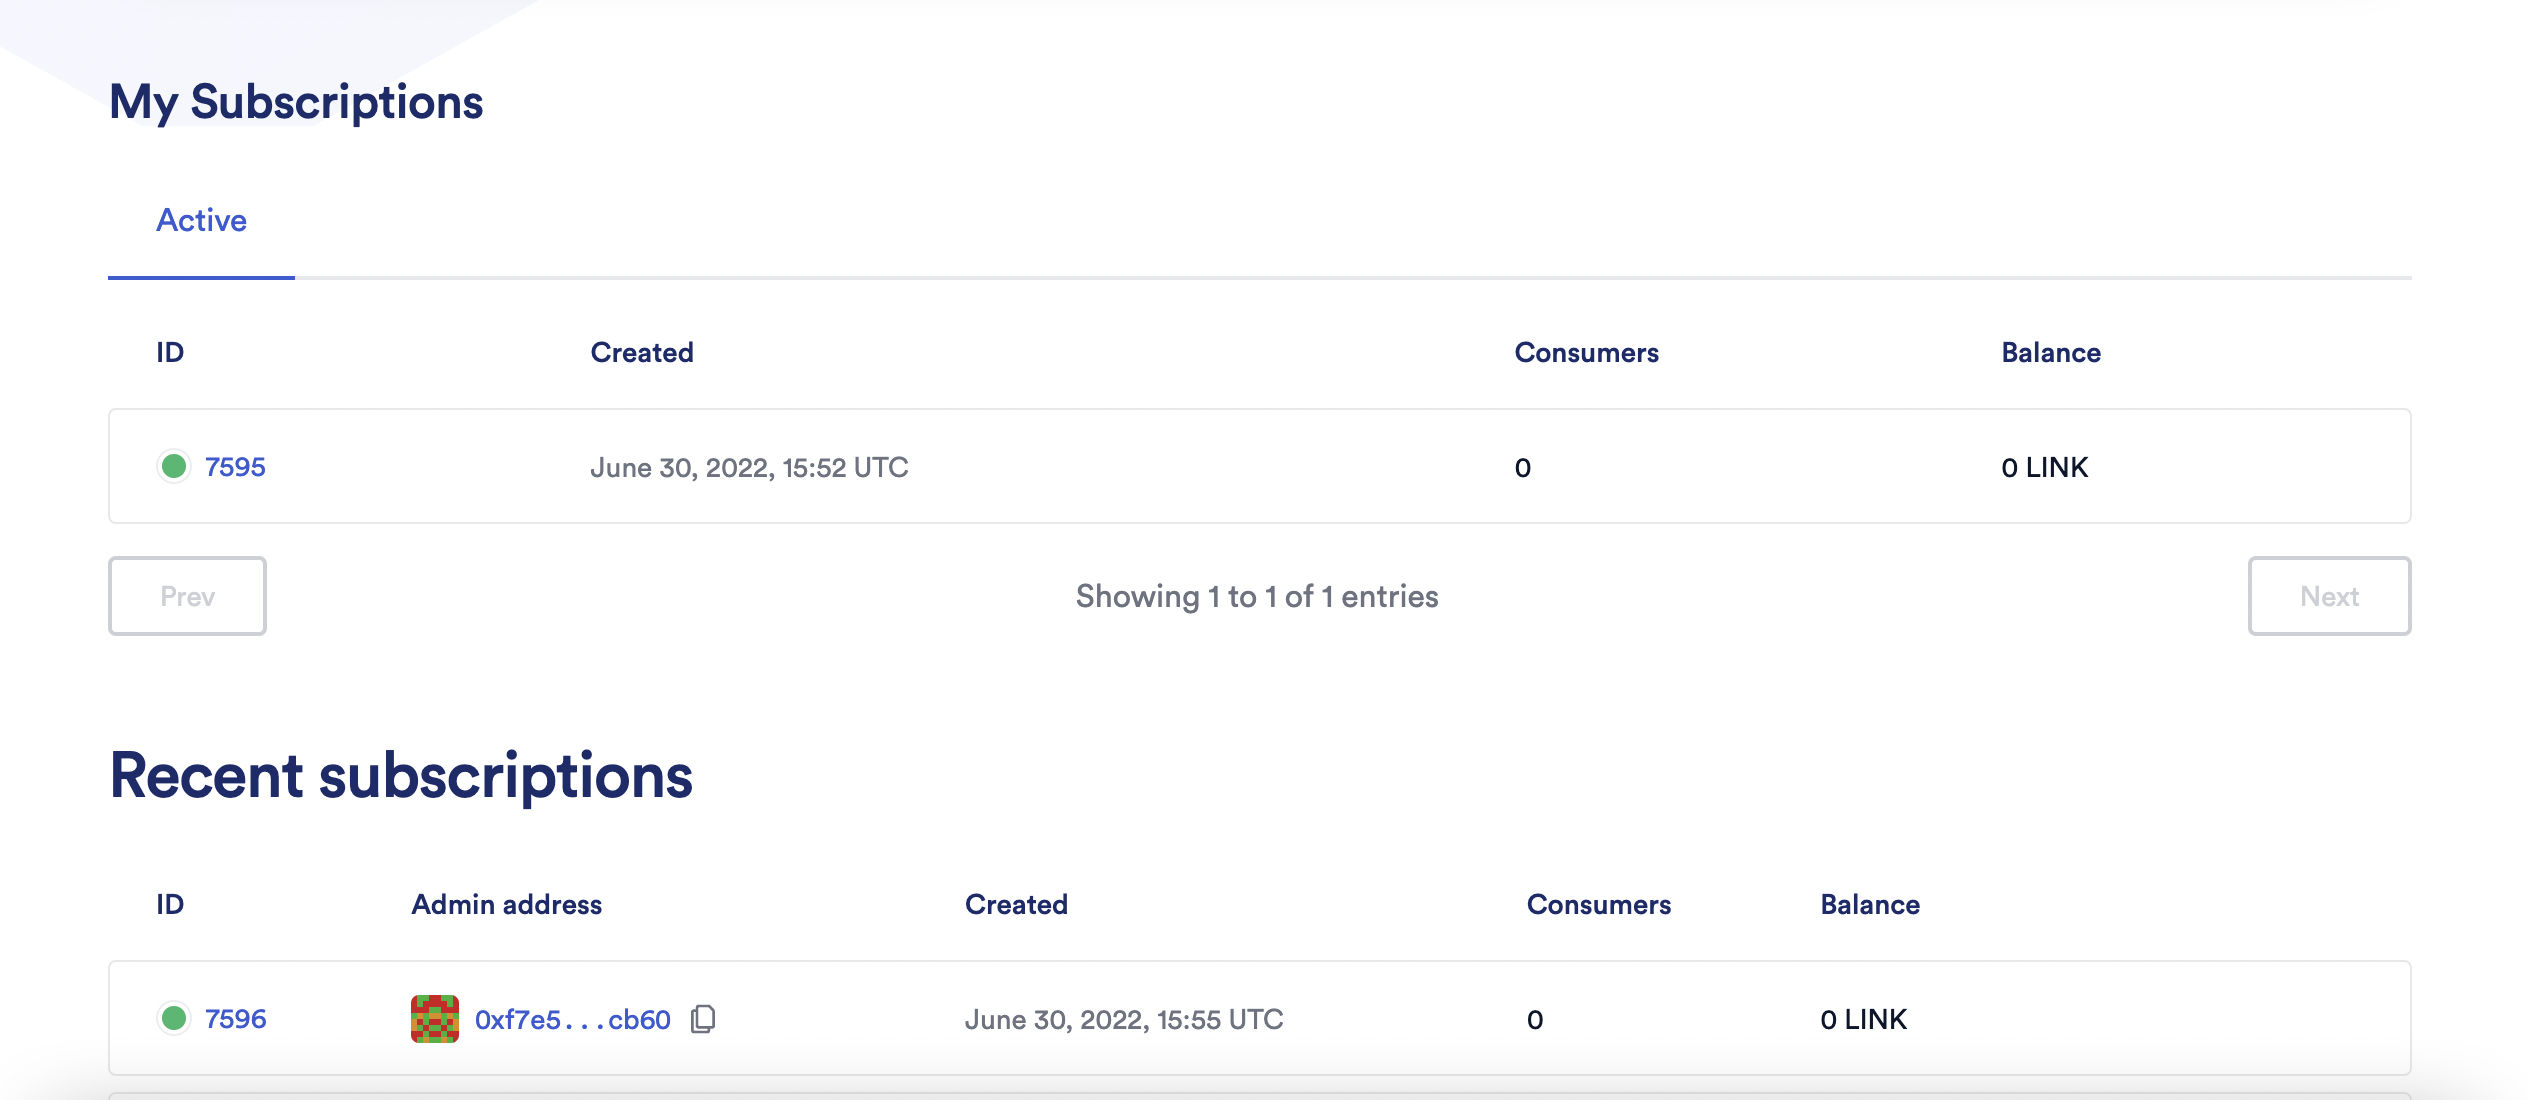 My Subscriptions
Active
ID Created Consumers Balance
7595 June 30, 2022, 15:52 UTC 0 0 LINK
Prev Showing 1 to 1 of 1 entries Next
Recent subscriptions
ID Admin address Created Consumers Balance
7596 0xf7e5...cb60 June 30, 2022, 15:55 UTC 0 0 LINK